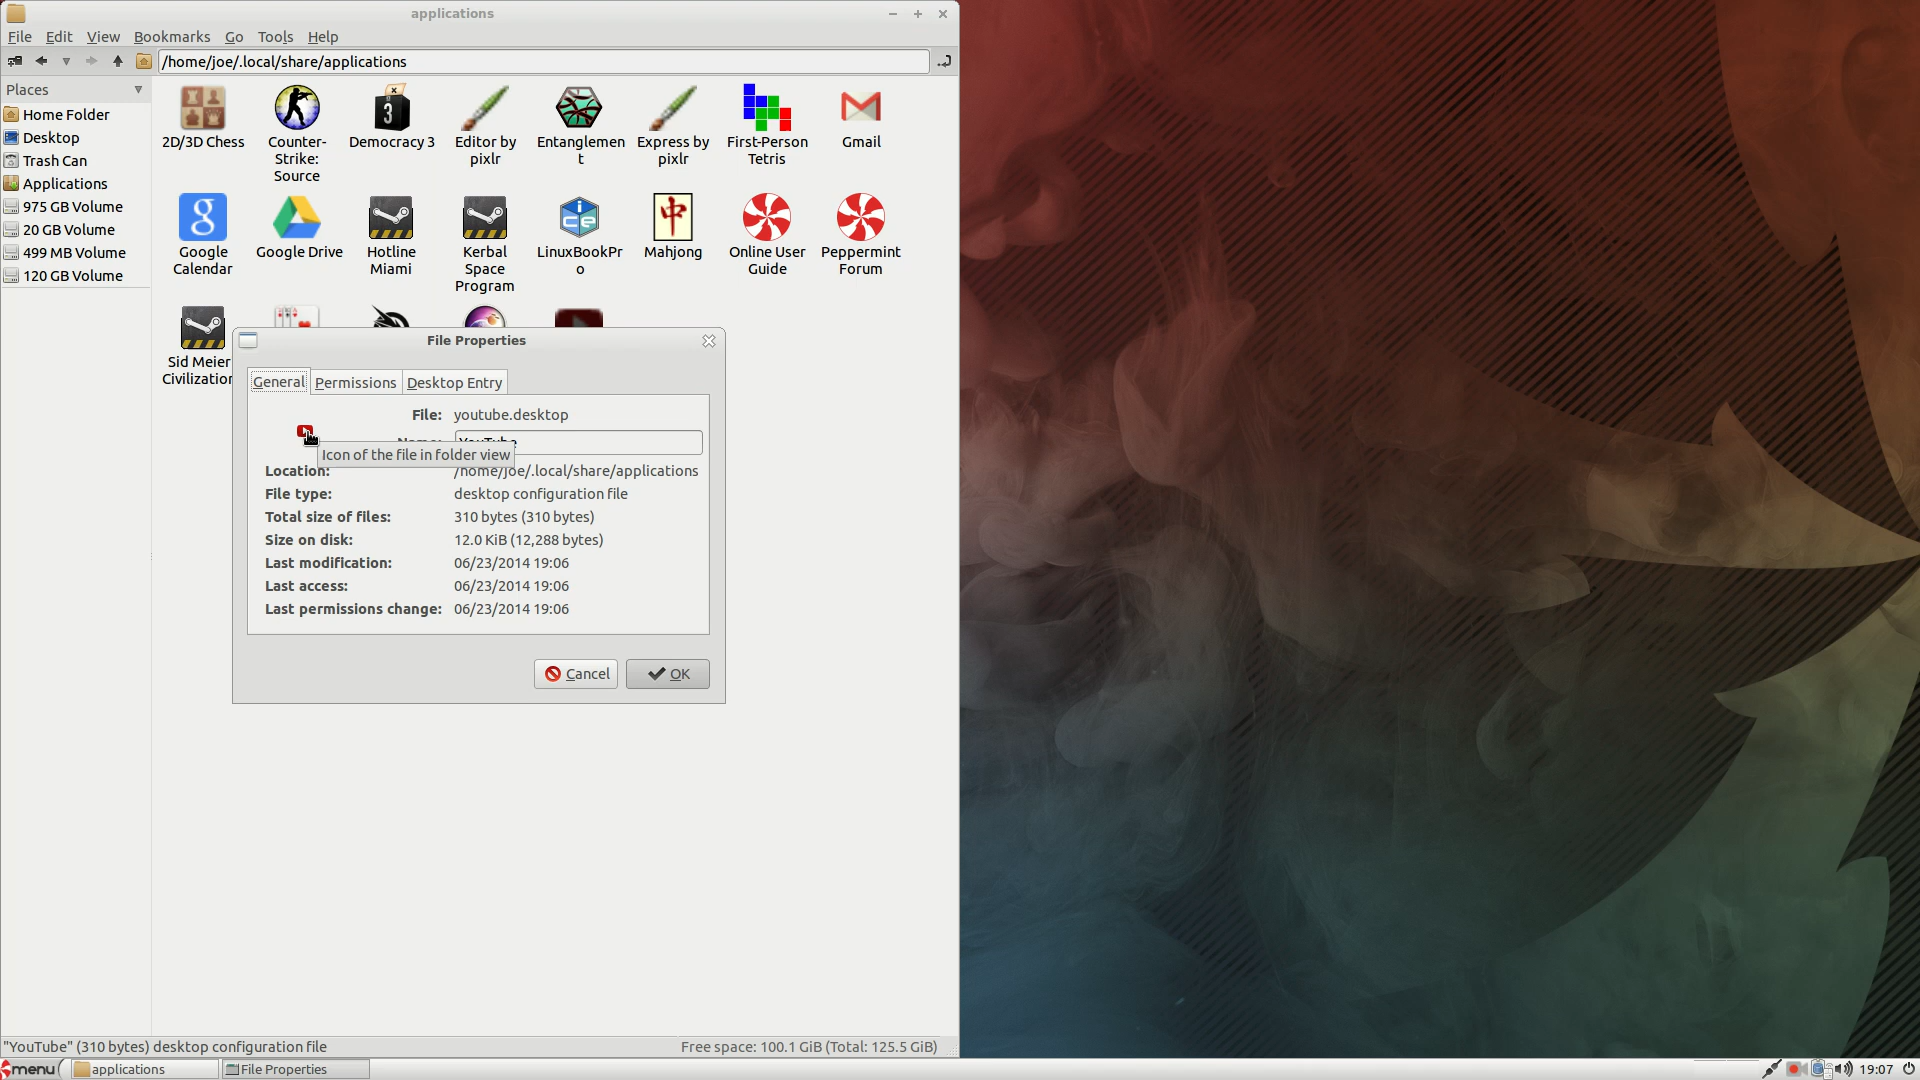 applications
File Edit View Bookmarks Go Tools Help
/home/joe/.local/share/applications
Places
Home Folder
Desktop
Trash Can
Applications
975 GB Volume
20 GB Volume
499 MB Volume
120 GB Volume
2D/3D Chess
Counter-
Strike:
Source
3
Democracy 3
Editor by
pixlr
Entanglemen
t
Express by
pixlr
First-Person
Tetris
Gmail
g
Google
Calendar
Google Drive
Hotline
Miami
Kerbal
Space
Program
ice
LinuxBookPr
o
中
Mahjong
Online User
Guide
Peppermint
Forum
Sid Meier
Civilization
File Properties
General Permissions Desktop Entry
File: youtube.desktop
Name: YouTube
Icon of the file in folder view
Location: /home/joe/.local/share/applications
File type: desktop configuration file
Total size of files: 310 bytes (310 bytes)
Size on disk: 12.0 KiB (12,288 bytes)
Last modification: 06/23/2014 19:06
Last access: 06/23/2014 19:06
Last permissions change: 06/23/2014 19:06
Cancel OK
"YouTube" (310 bytes) desktop configuration file Free space: 100.1 GiB (Total: 125.5 GiB)
menu applications File Properties 19:07